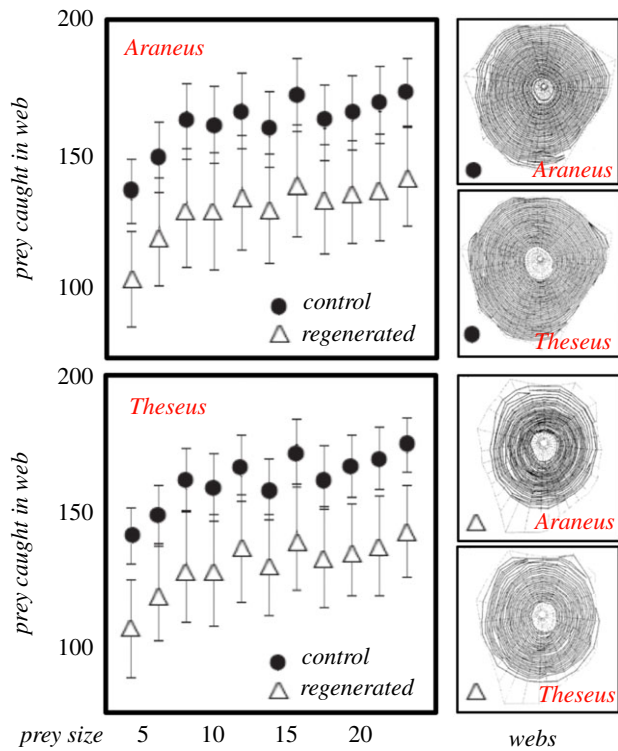 200
Araneus
150
prey caught in web
100
control
regenerated
Araneus
Theseus
200
Theseus
150
prey caught in web
100
control
regenerated
Araneus
Theseus
prey size 5 10 15 20 webs